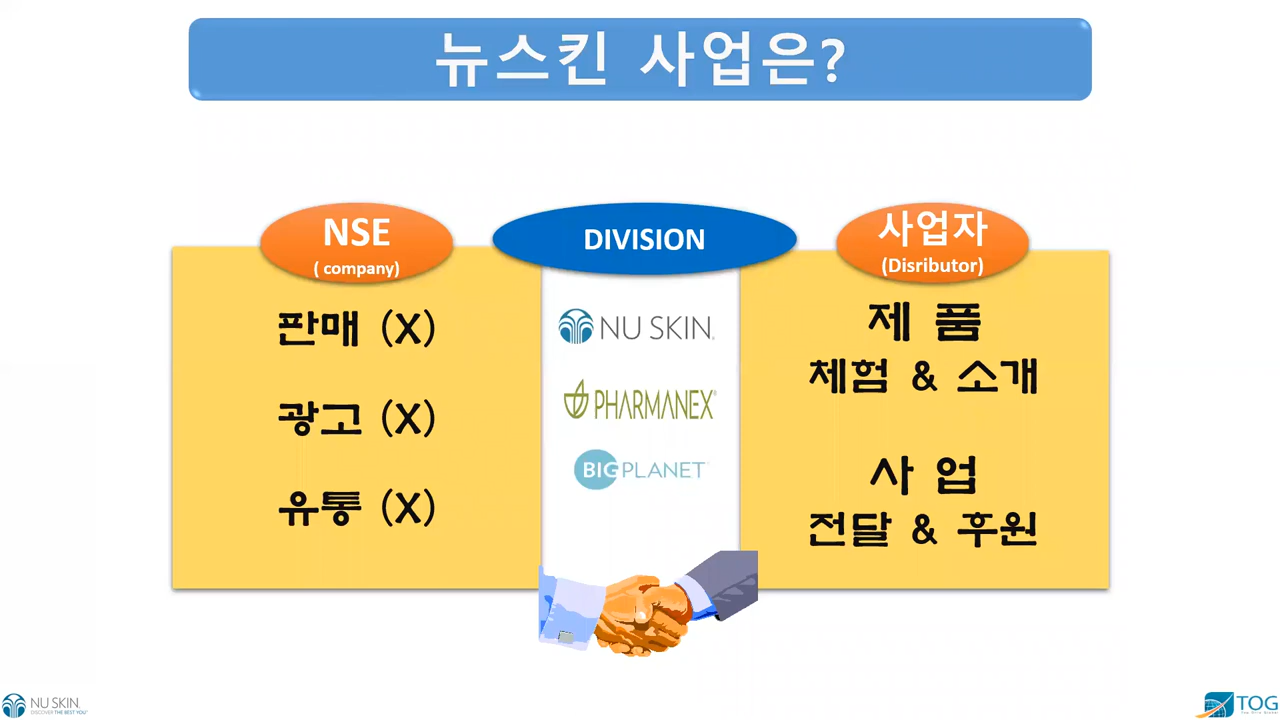 뉴스킨 사업은?
NSE
( company)
판매 (X)
광고 (X)
유통 (X)
DIVISION
NU SKIN.
PHARMANEX®
BIG PLANET
사업자
(Disributor)
제 품
체험 & 소개
사 업
전달 & 후원
NU SKIN.
DISCOVER THE BEST YOU
TOG